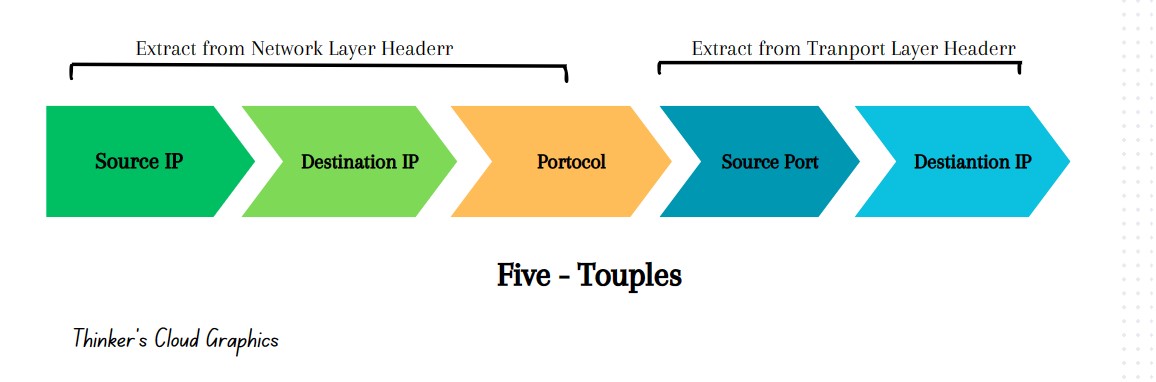 Extract from Network Layer Headerr
Extract from Tranport Layer Headerr
Source IP
Destination IP
Portocol
Source Port
Destiantion IP
Five - Touples
Thinker's Cloud Graphics